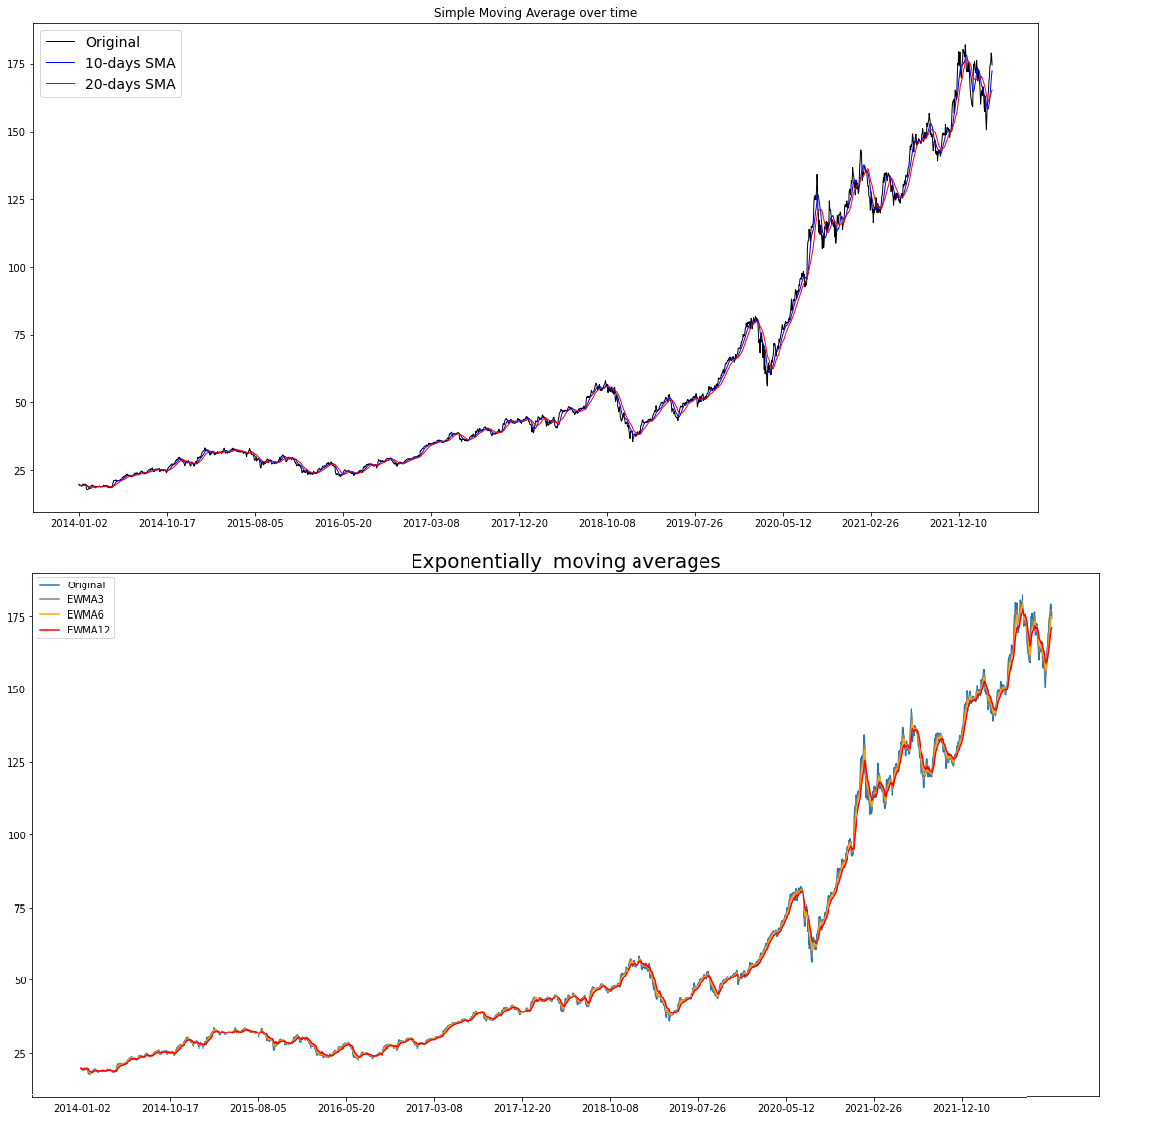 Simple Moving Average over time
Original
10-days SMA
20-days SMA
175
150
125
100
75
50
25
2014-01-02 2014-10-17 2015-08-05 2016-05-20 2017-03-08 2017-12-20 2018-10-08 2019-07-26 2020-05-12 2021-02-26 2021-12-10
Exponentially moving averages
Original
EWMA3
EWMA6
EWMA12
175
150
125
100
75
50
25
2014-01-02 2014-10-17 2015-08-05 2016-05-20 2017-03-08 2017-12-20 2018-10-08 2019-07-26 2020-05-12 2021-02-26 2021-12-10